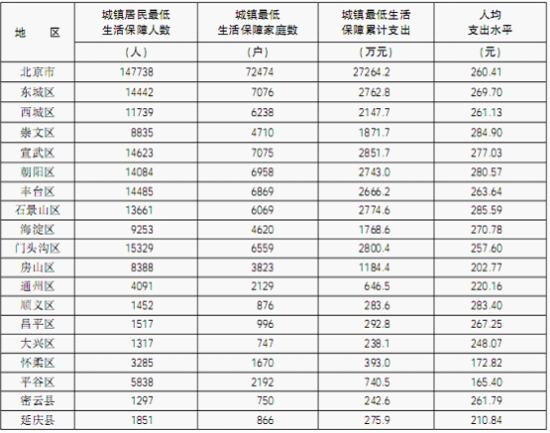 地 区 城镇居民最低生活保障人数 城镇最低生活保障家庭数 城镇最低生活保障累计支出 人均支出水平
（人） （户） （万元） （元）
北京市 147738 72474 27264.2 260.41
东城区 14442 7076 2762.8 269.70
西城区 11739 6238 2147.7 261.13
崇文区 8835 4710 1871.7 284.90
宣武区 14623 7075 2851.7 277.03
朝阳区 14084 6958 2743.0 280.57
丰台区 14485 6869 2666.2 263.64
石景山区 13661 6069 2774.6 285.59
海淀区 9253 4620 1768.6 270.78
门头沟区 15329 6559 2800.4 257.60
房山区 8388 3823 1184.4 202.77
通州区 4091 2129 646.5 220.16
顺义区 1452 876 283.6 283.40
昌平区 1517 996 292.8 267.25
大兴区 1317 747 238.1 248.07
怀柔区 3285 1670 393.0 172.82
平谷区 5838 2192 740.5 165.40
密云县 1297 750 242.6 261.79
延庆县 1851 866 275.9 210.84